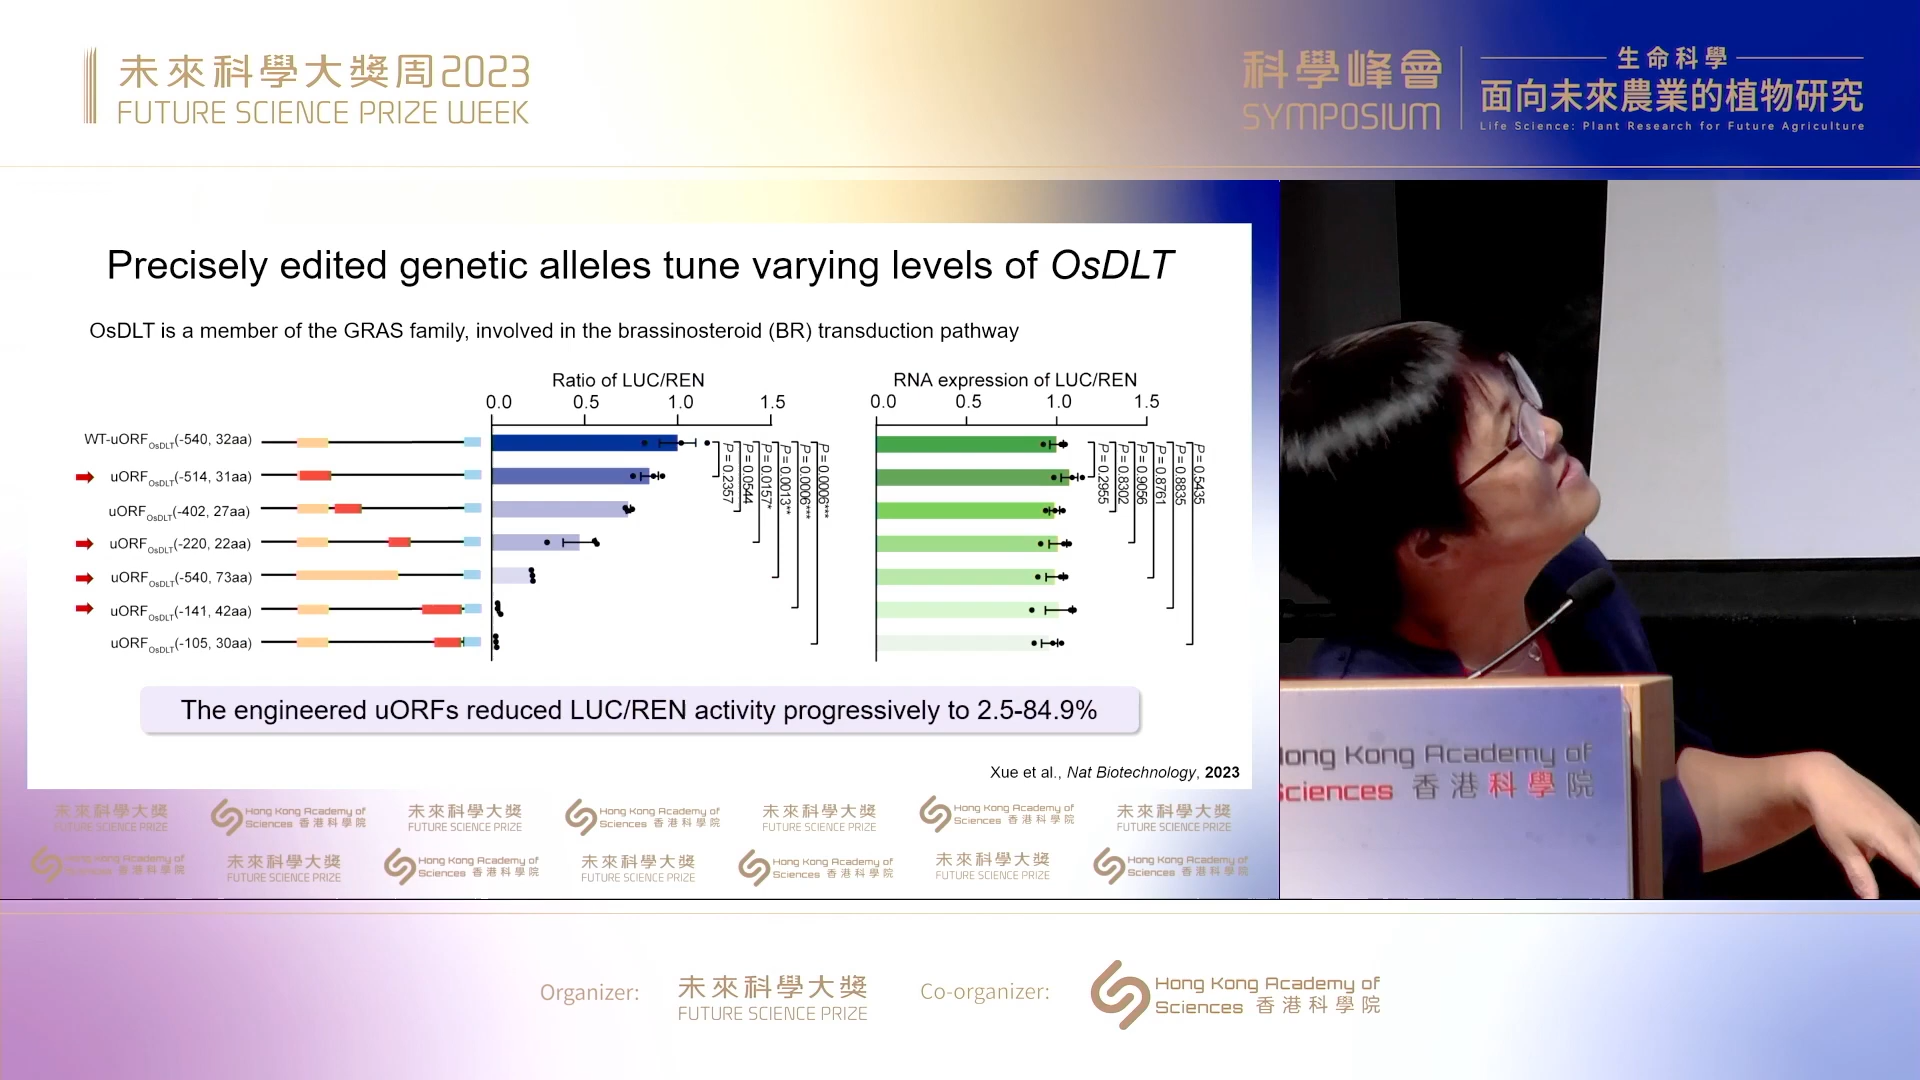 未來科學大獎周2023
FUTURE SCIENCE PRIZE WEEK
科學峰會
SYMPOSIUM
生命科學
面向未來農業的植物研究
Life Science: Plant Research for Future Agriculture
Precisely edited genetic alleles tune varying levels of OsDLT
OsDLT is a member of the GRAS family, involved in the brassinosteroid (BR) transduction pathway
Ratio of LUC/REN
0.0 0.5 1.0 1.5
RNA expression of LUC/REN
0.0 0.5 1.0 1.5
WT-uORFOsDLT(-540, 32aa)
uORFOsDLT(-514, 31aa)
uORFOsDLT(-402, 27aa)
uORFOsDLT(-220, 22aa)
uORFOsDLT(-540, 73aa)
uORFOsDLT(-141, 42aa)
uORFOsDLT(-105, 30aa)
P = 0.2357
P = 0.0544
P = 0.0157*
P = 0.0013**
P = 0.0006***
P = 0.0006***
P = 0.2955
P = 0.8302
P = 0.9056
P = 0.8761
P = 0.8835
P = 0.5435
The engineered uORFs reduced LUC/REN activity progressively to 2.5-84.9%
Xue et al., Nat Biotechnology, 2023
Hong Kong Academy of
Sciences 香港科學院
未來科學大獎 Hong Kong Academy of 未來科學大獎 Hong Kong Academy of 未來科學大獎 Hong Kong Academy of 未來科學大獎
FUTURE SCIENCE PRIZE Sciences 香港科學院 FUTURE SCIENCE PRIZE Sciences 香港科學院 FUTURE SCIENCE PRIZE Sciences 香港科學院 FUTURE SCIENCE PRIZE
Hong Kong Academy of 未來科學大獎 Hong Kong Academy of 未來科學大獎 Hong Kong Academy of 未來科學大獎 Hong Kong Academy of
Sciences 香港科學院 FUTURE SCIENCE PRIZE Sciences 香港科學院 FUTURE SCIENCE PRIZE Sciences 香港科學院 FUTURE SCIENCE PRIZE Sciences 香港科學院
Organizer:
未來科學大獎
FUTURE SCIENCE PRIZE
Co-organizer:
Hong Kong Academy of
Sciences 香港科學院